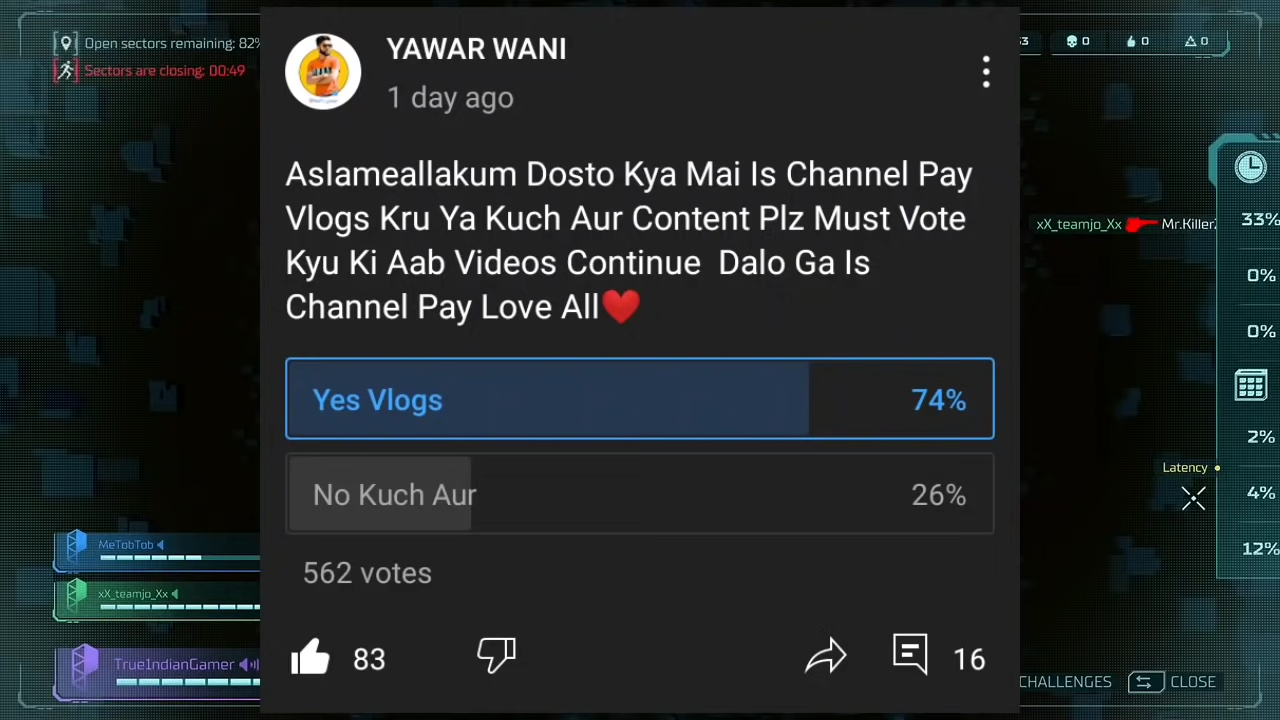 Open sectors remaining: 82%
Sectors are closing: 00:49
YAWAR WANI
1 day ago
Aslameallakum Dosto Kya Mai Is Channel Pay
Vlogs Kru Ya Kuch Aur Content Plz Must Vote
Kyu Ki Aab Videos Continue Dalo Ga Is
Channel Pay Love All❤️
Yes Vlogs 74%
No Kuch Aur 26%
562 votes
83
16
0 0 0
33%
xX_teamjo_Xx
0%
0%
2%
Latency
4%
12%
MeTobTob
xX_teamjo_Xx
True1ndianGamer
CHALLENGES
CLOSE